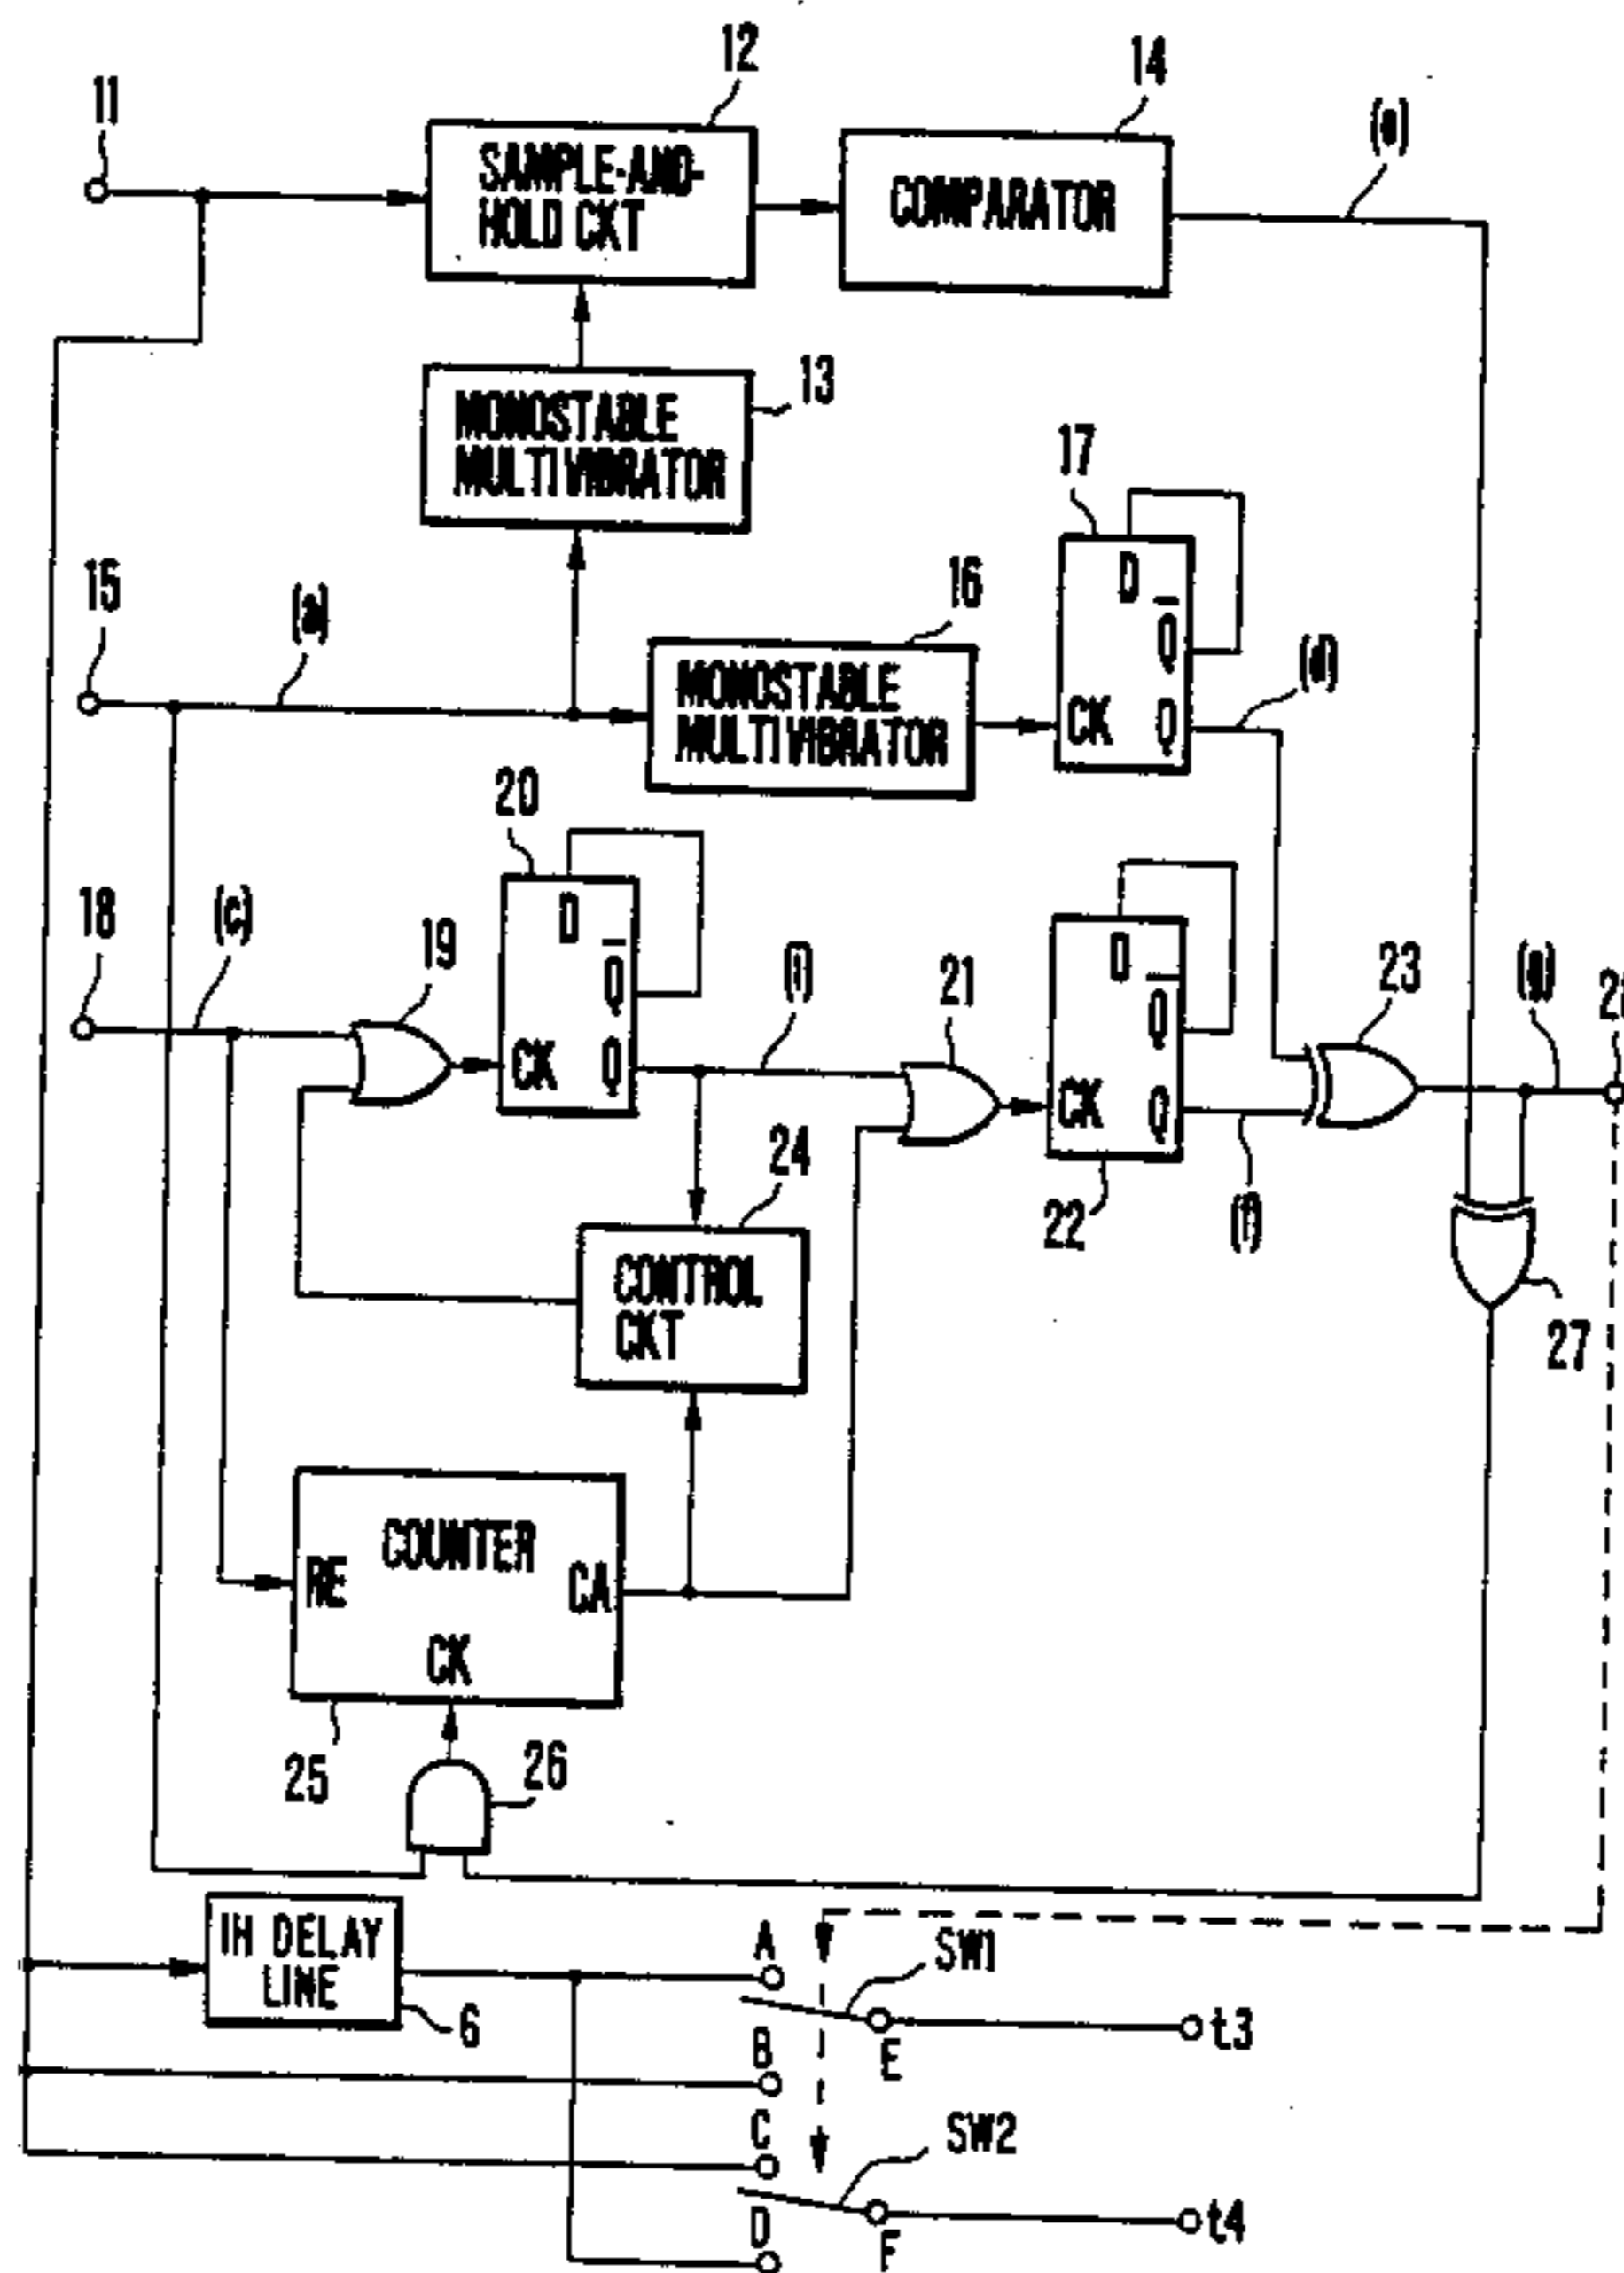 12
14
11
(e)
SAMPLE-AND-
HOLD CKT
COMPARATOR
13
MONOSTABLE
MULTIVIBRATOR
17
15
(a)
16
D
Q
(d)
MONOSTABLE
MULTIVIBRATOR
CK
Q
20
18
(c)
19
D
Q
(i)
21
D
Q
23
(g)
CK
Q
CK
Q
24
22
(f)
CONTROL
CKT
27
COUNTER
RE
CA
CK
25
26
1H DELAY
LINE
6
A
SW1
B
E
t3
C
SW2
D
F
t4